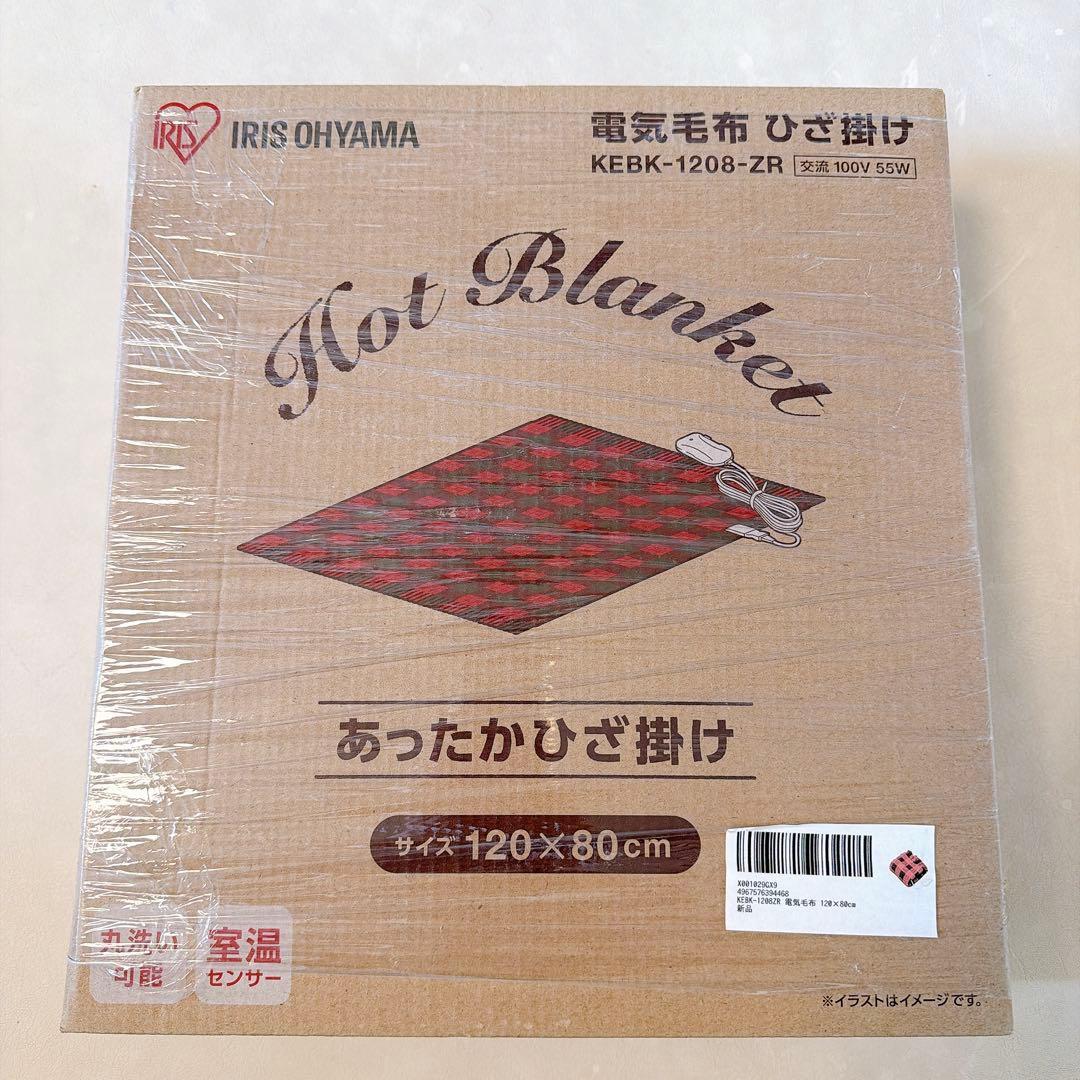 IRIS IRIS OHYAMA
電気毛布 ひざ掛け
KEBK-1208-ZR 交流 100V 55W
Hot Blanket
あったかひざ掛け
サイズ 120×80cm
X001029GX9
4967576394468
KEBK-1208ZR 電気毛布 120×80cm
新品
丸洗い
可能
室温
センサー
※イラストはイメージです。